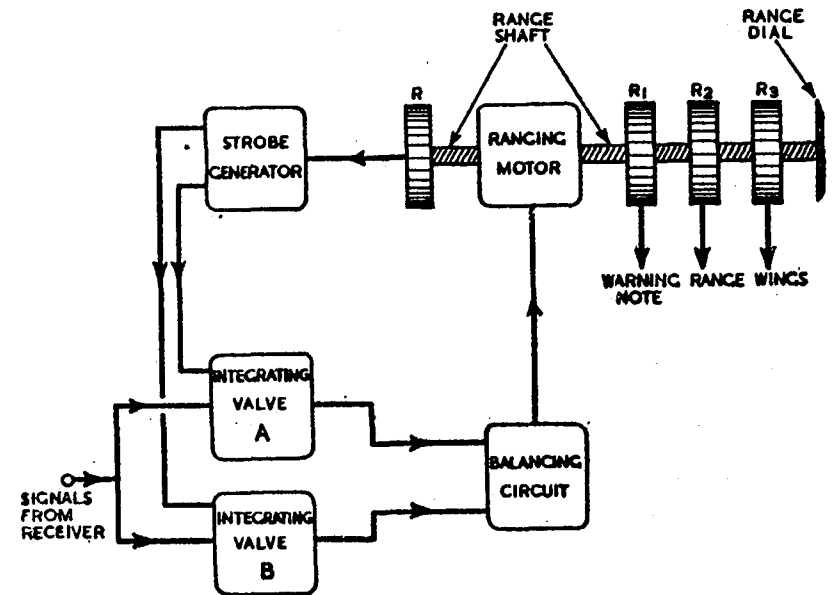 RANGE
SHAFT
RANGE
DIAL
R
R1
R2
R3
STROBE
GENERATOR
RANGING
MOTOR
WARNING
NOTE
RANGE
WINGS
INTEGRATING
VALVE
A
BALANCING
CIRCUIT
SIGNALS
FROM
RECEIVER
INTEGRATING
VALVE
B